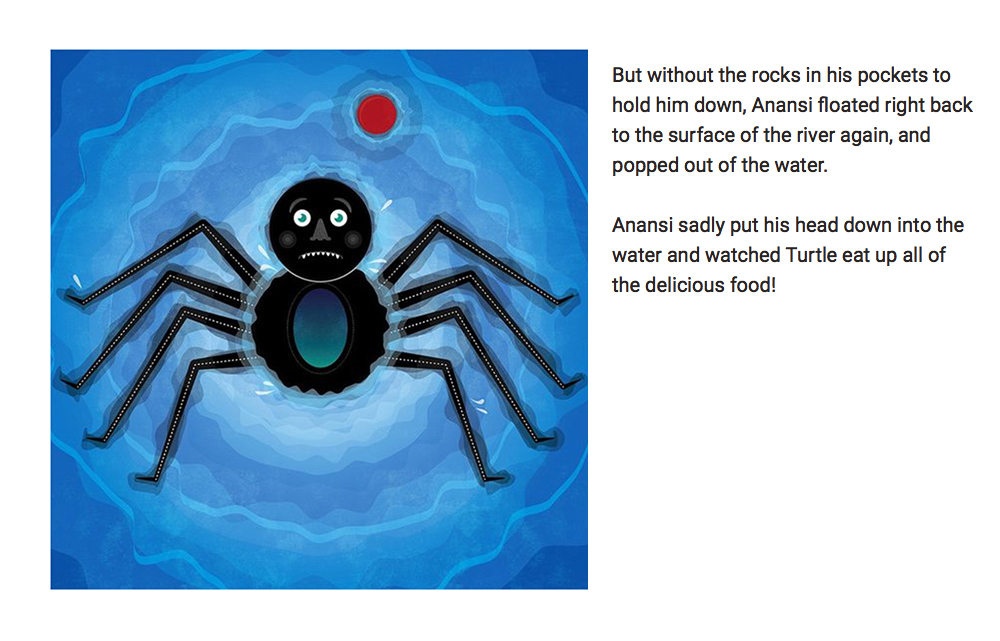 But without the rocks in his pockets to
hold him down, Anansi floated right back
to the surface of the river again, and
popped out of the water.
Anansi sadly put his head down into the
water and watched Turtle eat up all of
the delicious food!